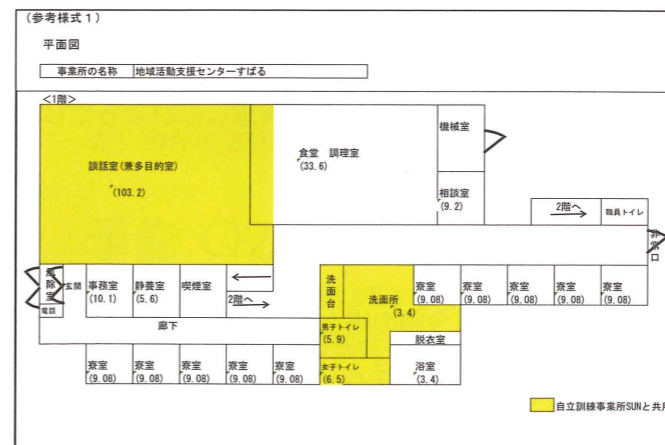 (参考様式1)
平面図
事業所の名称 地域活動支援センターすばる
<1階>
談話室(兼多目的室)
(103.2)
食堂 調理室
(33.6)
機械室
相談室
(9.2)
2階へ
職員トイレ
非常口
玄関
電話
事務室
(10.1)
静養室
(5.6)
喫煙室
2階へ
廊下
洗面台
洗面所
(3.4)
男子トイレ
(5.9)
女子トイレ
(6.5)
脱衣室
浴室
(3.4)
寮室
(9.08)
寮室
(9.08)
寮室
(9.08)
寮室
(9.08)
寮室
(9.08)
寮室
(9.08)
寮室
(9.08)
寮室
(9.08)
寮室
(9.08)
寮室
(9.08)
自立訓練事業所SUNと共